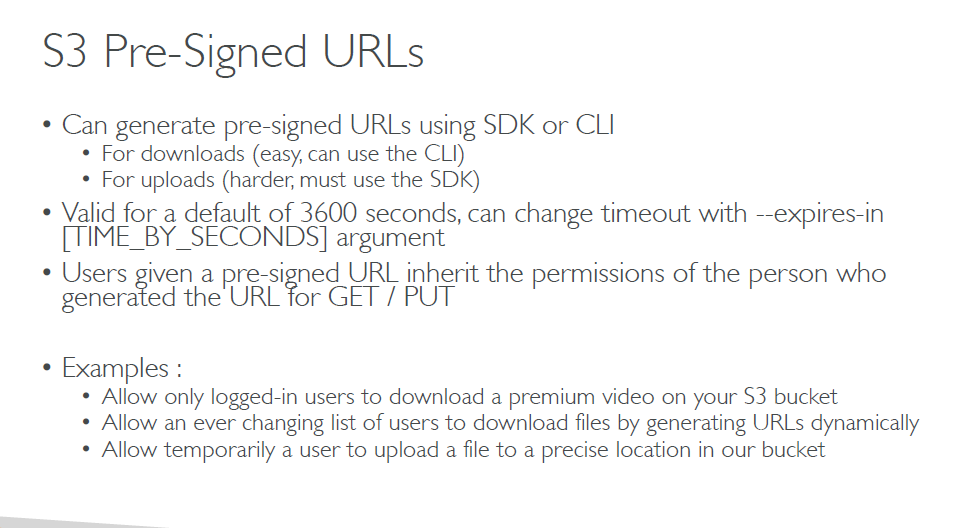 S3 Pre-Signed URLs
• Can generate pre-signed URLs using SDK or CLI
• For downloads (easy, can use the CLI)
• For uploads (harder, must use the SDK)
• Valid for a default of 3600 seconds, can change timeout with --expires-in
[TIME_BY_SECONDS] argument
• Users given a pre-signed URL inherit the permissions of the person who
generated the URL for GET / PUT
• Examples :
• Allow only logged-in users to download a premium video on your S3 bucket
• Allow an ever changing list of users to download files by generating URLs dynamically
• Allow temporarily a user to upload a file to a precise location in our bucket